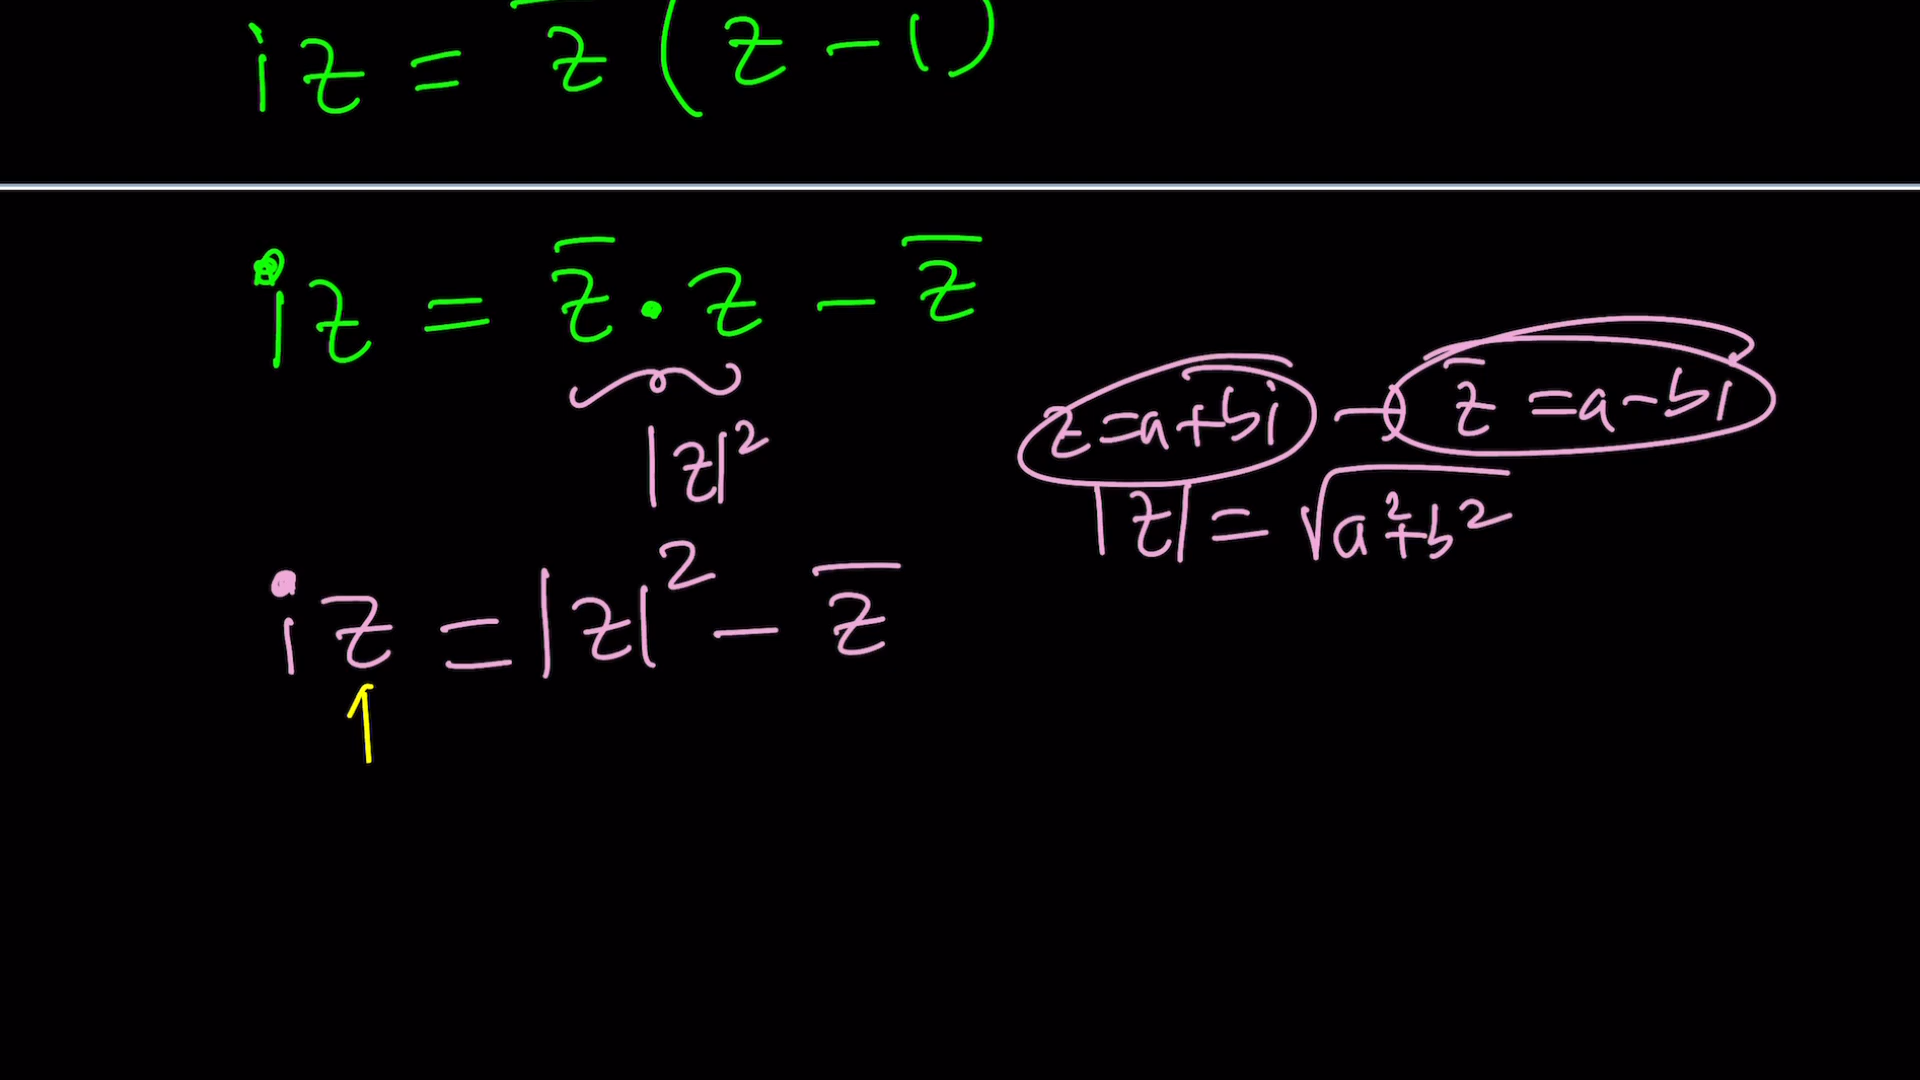 iz = z̅ (z − 1)
iz = z̅ · z − z̅
z = a + bi → z̅ = a − bi
|z|²
|z| = √(a² + b²)
iz = |z|² − z̅